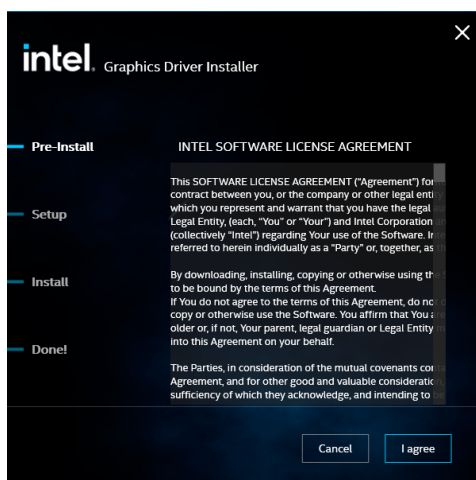 intel. Graphics Driver Installer
Pre-Install
INTEL SOFTWARE LICENSE AGREEMENT
This SOFTWARE LICENSE AGREEMENT ("Agreement")
contract between you, or the company or other legal entity
which you represent and warrant that you have the legal
Legal Entity, (each, "You" or "Your") and Intel Corporation
(collectively "Intel") regarding Your use of the Software.
referred to herein individually as a "Party" or, together, as
By downloading, installing, copying or otherwise using the
to be bound by the terms of this Agreement.
If You do not agree to the terms of this Agreement, do not
copy or otherwise use the Software. You affirm that You are
older or, if not, Your parent, legal guardian or Legal Entity
into this Agreement on your behalf.
The Parties, in consideration of the mutual covenants
Agreement, and for other good and valuable consideration,
sufficiency of which they acknowledge, and intending to be
Setup
Install
Done!
Cancel
I agree